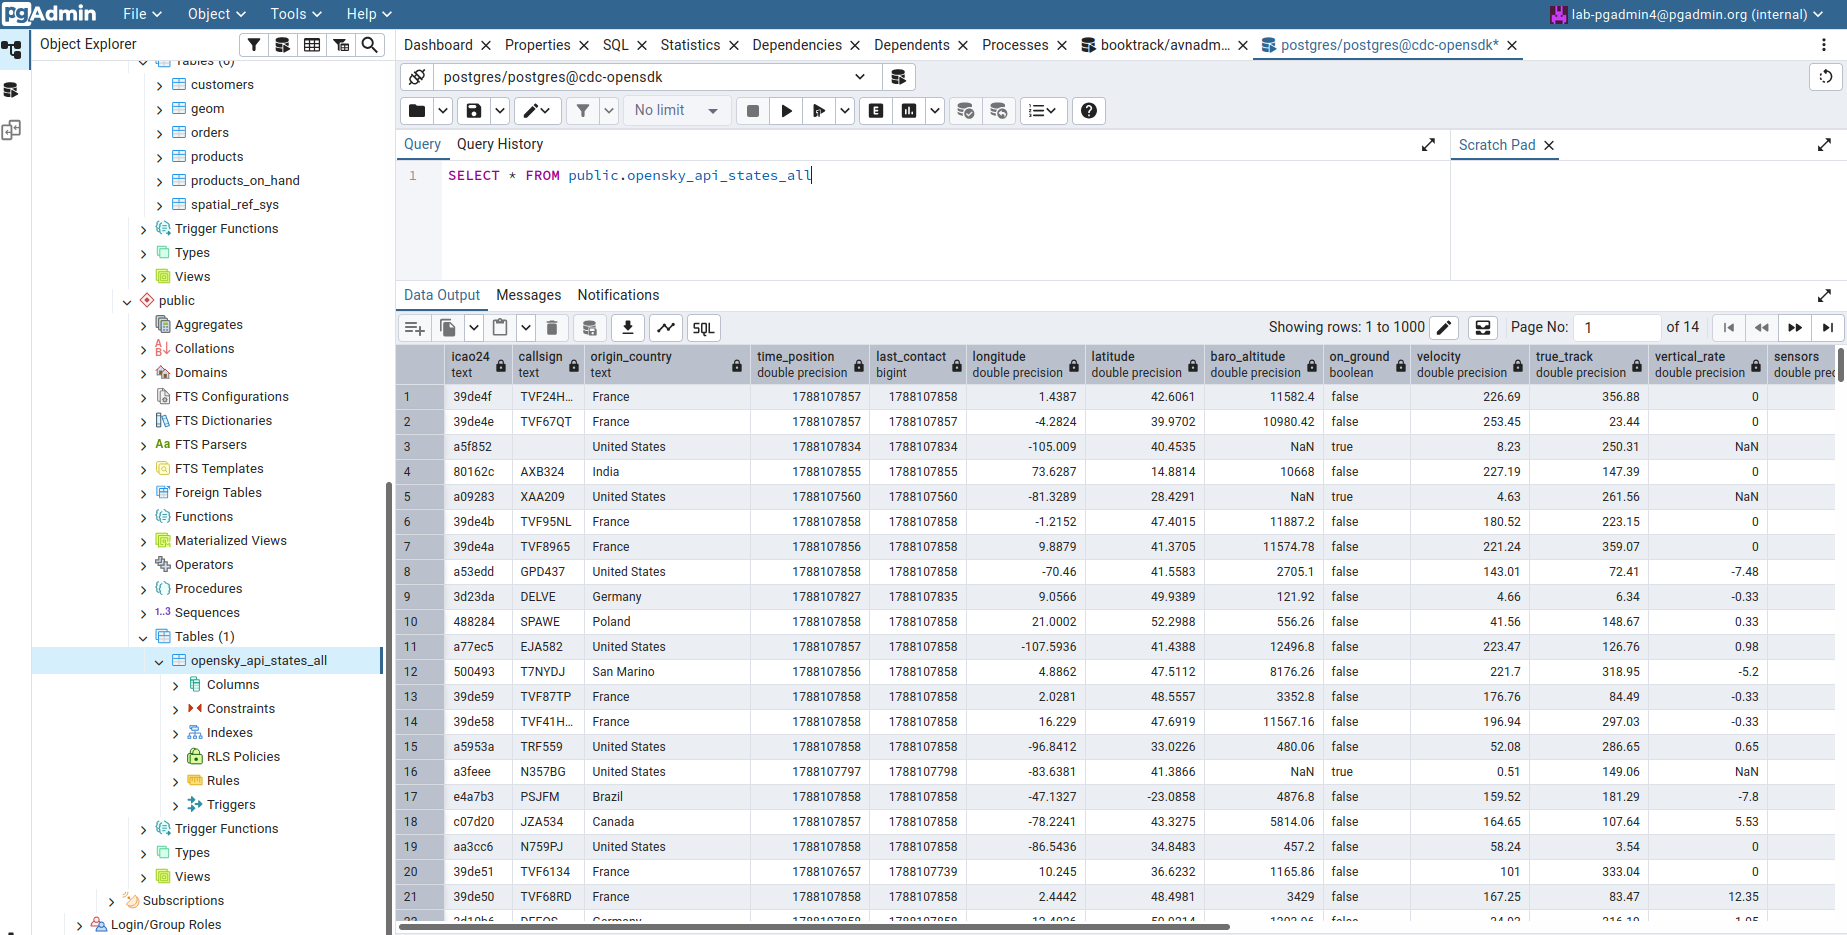 pgAdmin File Object Tools Help lab-pgadmin4@pgadmin.org (internal)
Object Explorer
Dashboard Properties SQL Statistics Dependencies Dependents Processes booktrack/avnadm... postgres/postgres@cdc-opensdk*
Tables (6)
customers
geom
orders
products
products_on_hand
spatial_ref_sys
Trigger Functions
Types
Views
public
Aggregates
Collations
Domains
FTS Configurations
FTS Dictionaries
Aa FTS Parsers
FTS Templates
Foreign Tables
Functions
Materialized Views
Operators
Procedures
1..3 Sequences
Tables (1)
opensky_api_states_all
Columns
Constraints
Indexes
RLS Policies
Rules
Triggers
Trigger Functions
Types
Views
Subscriptions
Login/Group Roles
postgres/postgres@cdc-opensdk
No limit E
Query Query History Scratch Pad
1 SELECT * FROM public.opensky_api_states_all
Data Output Messages Notifications
SQL Showing rows: 1 to 1000 Page No: 1 of 14
icao24 callsign origin_country time_position last_contact longitude latitude baro_altitude on_ground velocity true_track vertical_rate sensors
text text text double precision bigint double precision double precision double precision boolean double precision double precision double precision double prec
1 39de4f TVF24H... France 1788107857 1788107858 1.4387 42.6061 11582.4 false 226.69 356.88 0
2 39de4e TVF67QT France 1788107857 1788107857 -4.2824 39.9702 10980.42 false 253.45 23.44 0
3 a5f852 United States 1788107834 1788107834 -105.009 40.4535 NaN true 8.23 250.31 NaN
4 80162c AXB324 India 1788107855 1788107855 73.6287 14.8814 10668 false 227.19 147.39 0
5 a09283 XAA209 United States 1788107560 1788107560 -81.3289 28.4291 NaN true 4.63 261.56 NaN
6 39de4b TVF95NL France 1788107858 1788107858 -1.2152 47.4015 11887.2 false 180.52 223.15 0
7 39de4a TVF8965 France 1788107856 1788107858 9.8879 41.3705 11574.78 false 221.24 359.07 0
8 a53edd GPD437 United States 1788107858 1788107858 -70.46 41.5583 2705.1 false 143.01 72.41 -7.48
9 3d23da DELVE Germany 1788107827 1788107835 9.0566 49.9389 121.92 false 4.66 6.34 -0.33
10 488284 SPAWE Poland 1788107858 1788107858 21.0002 52.2988 556.26 false 41.56 148.67 0.33
11 a77ec5 EJA582 United States 1788107857 1788107858 -107.5936 41.4388 12496.8 false 223.47 126.76 0.98
12 500493 T7NYDJ San Marino 1788107856 1788107858 4.8862 47.5112 8176.26 false 221.7 318.95 -5.2
13 39de59 TVF87TP France 1788107858 1788107858 2.0281 48.5557 3352.8 false 176.76 84.49 -0.33
14 39de58 TVF41H... France 1788107858 1788107858 16.229 47.6919 11567.16 false 196.94 297.03 -0.33
15 a5953a TRF559 United States 1788107858 1788107858 -96.8412 33.0226 480.06 false 52.08 286.65 0.65
16 a3feee N357BG United States 1788107797 1788107798 -83.6381 41.3866 NaN true 0.51 149.06 NaN
17 e4a7b3 PSJFM Brazil 1788107858 1788107858 -47.1327 -23.0858 4876.8 false 159.52 181.29 -7.8
18 c07d20 JZA534 Canada 1788107857 1788107858 -78.2241 43.3275 5814.06 false 164.65 107.64 5.53
19 aa3cc6 N759PJ United States 1788107858 1788107858 -86.5436 34.8483 457.2 false 58.24 3.54 0
20 39de51 TVF6134 France 1788107657 1788107739 10.245 36.6232 1165.86 false 101 333.04 0
21 39de50 TVF68RD France 1788107858 1788107858 2.4442 48.4981 3429 false 167.25 83.47 12.35